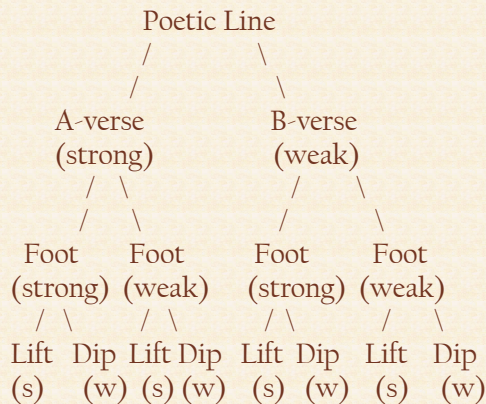 Poetic Line
/ \
/ \
/ \
A-verse B-verse
(strong) (weak)
/ \ / \
/ \ / \
Foot Foot Foot Foot
(strong) (weak) (strong) (weak)
/ \ / \ / \ / \
Lift Dip Lift Dip Lift Dip Lift Dip
(s) (w) (s) (w) (s) (w) (s) (w)